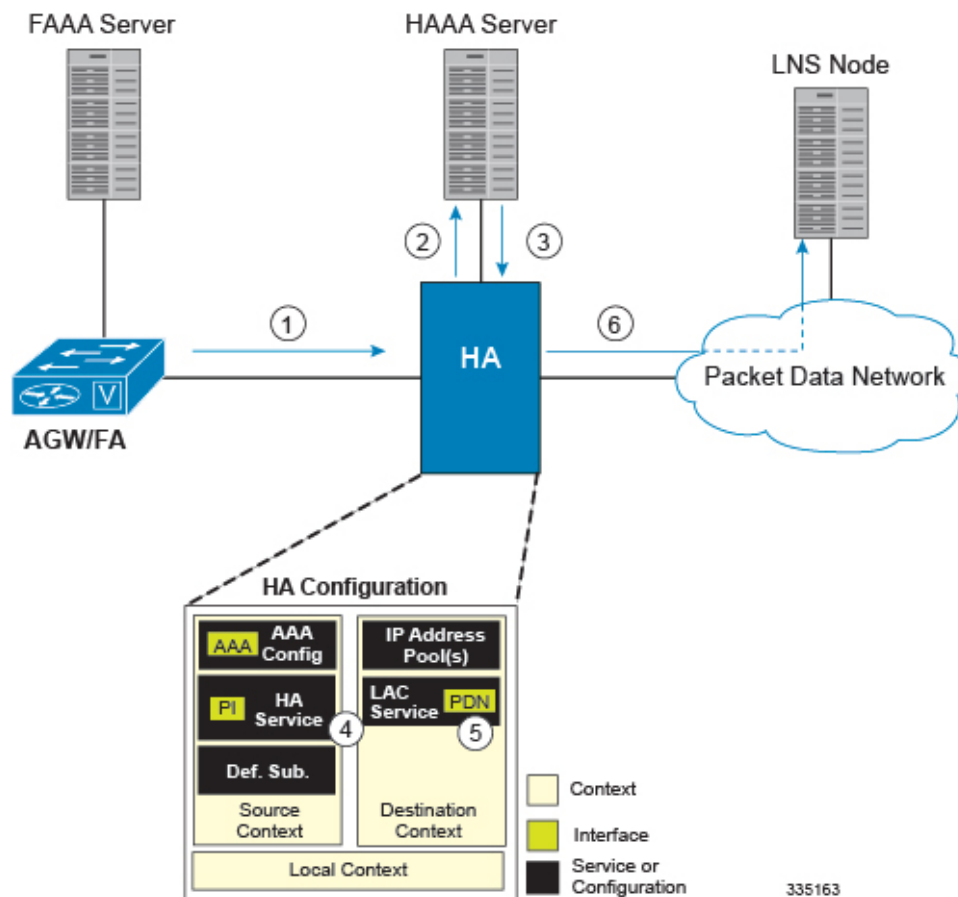 FAAA Server
HAAA Server
LNS Node
2
3
1
HA
6
V
Packet Data Network
AGW/FA
HA Configuration
AAA
AAA
Config
IP Address
Pool(s)
PI
HA
Service
LAC
Service
PDN
4
5
Def. Sub.
Source
Context
Destination
Context
Local Context
Context
Interface
Service or
Configuration
335163